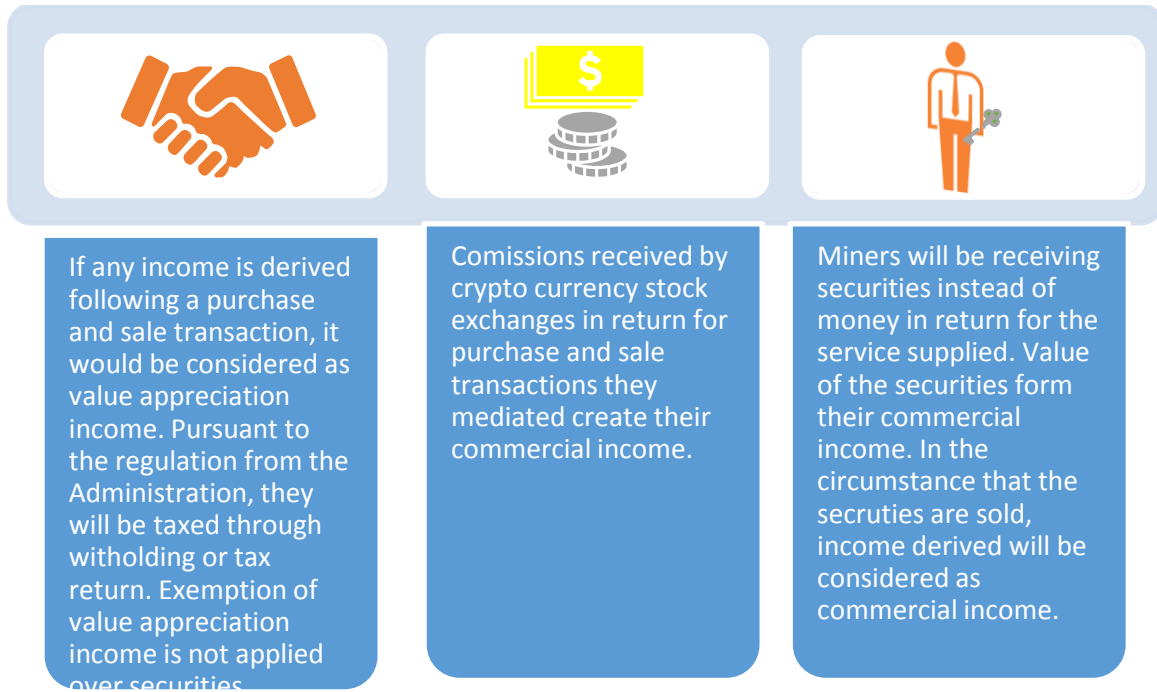 $
If any income is derived
following a purchase
and sale transaction, it
would be considered as
value appreciation
income. Pursuant to
the regulation from the
Administration, they
will be taxed through
witholding or tax
return. Exemption of
value appreciation
income is not applied
over securities
Comissions received by
crypto currency stock
exchanges in return for
purchase and sale
transactions they
mediated create their
commercial income.
Miners will be receiving
securities instead of
money in return for the
service supplied. Value
of the securities form
their commercial
income. In the
circumstance that the
secruties are sold,
income derived will be
considered as
commercial income.